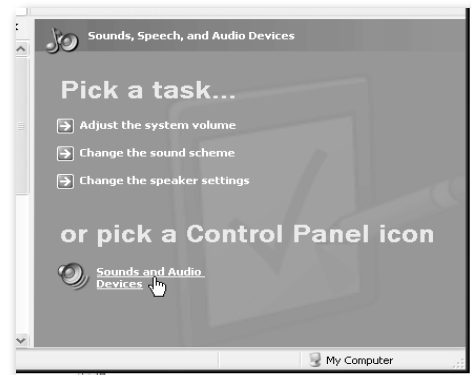 Sounds, Speech, and Audio Devices
Pick a task...
Adjust the system volume
Change the sound scheme
Change the speaker settings
or pick a Control Panel icon
Sounds and Audio
Devices
My Computer